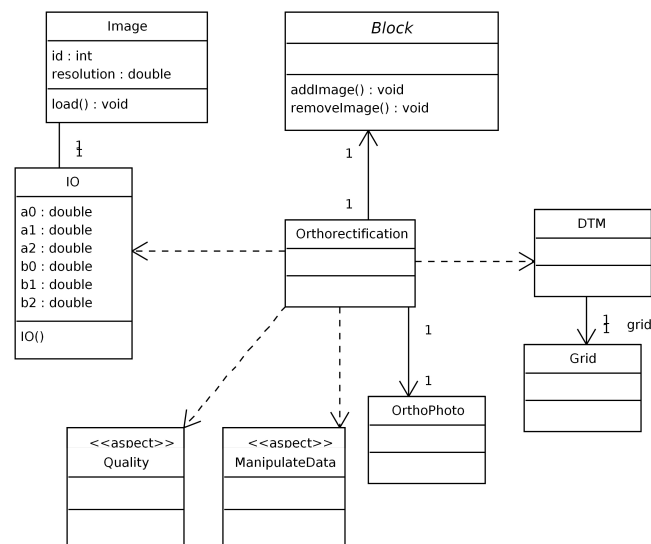 Image
id : int
resolution : double
load() : void
Block
addImage() : void
removeImage() : void
1
1
1
1
IO
a0 : double
a1 : double
a2 : double
b0 : double
b1 : double
b2 : double
IO()
Orthorectification
DTM
1
1
grid
Grid
1
1
OrthoPhoto
<<aspect>>
Quality
<<aspect>>
ManipulateData